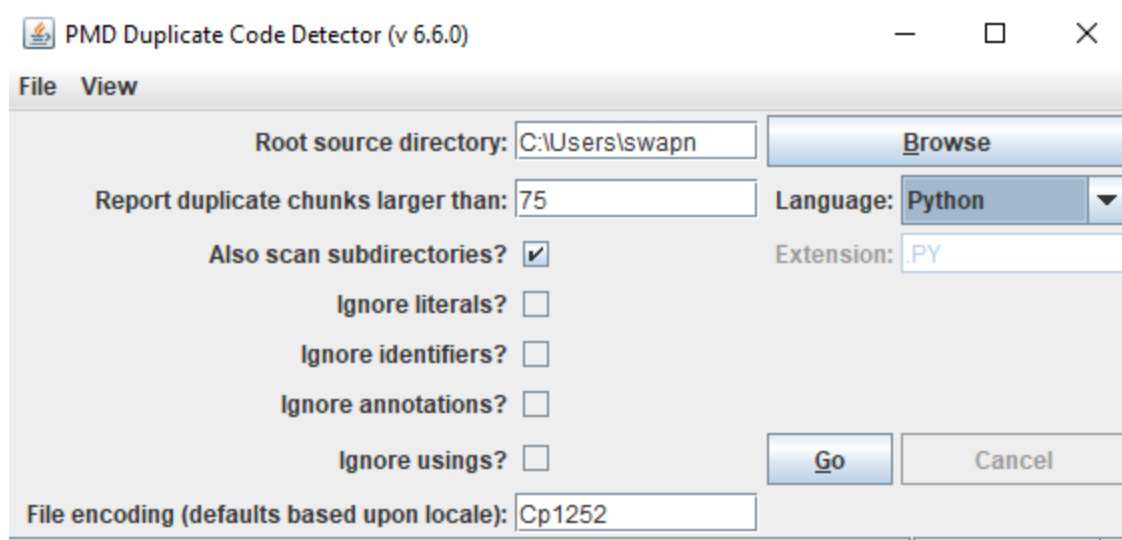 PMD Duplicate Code Detector (v 6.6.0)
File View
Root source directory: C:\Users\swapn Browse
Report duplicate chunks larger than: 75 Language: Python
Also scan subdirectories? Extension: .PY
Ignore literals?
Ignore identifiers?
Ignore annotations?
Ignore usings? Go Cancel
File encoding (defaults based upon locale): Cp1252